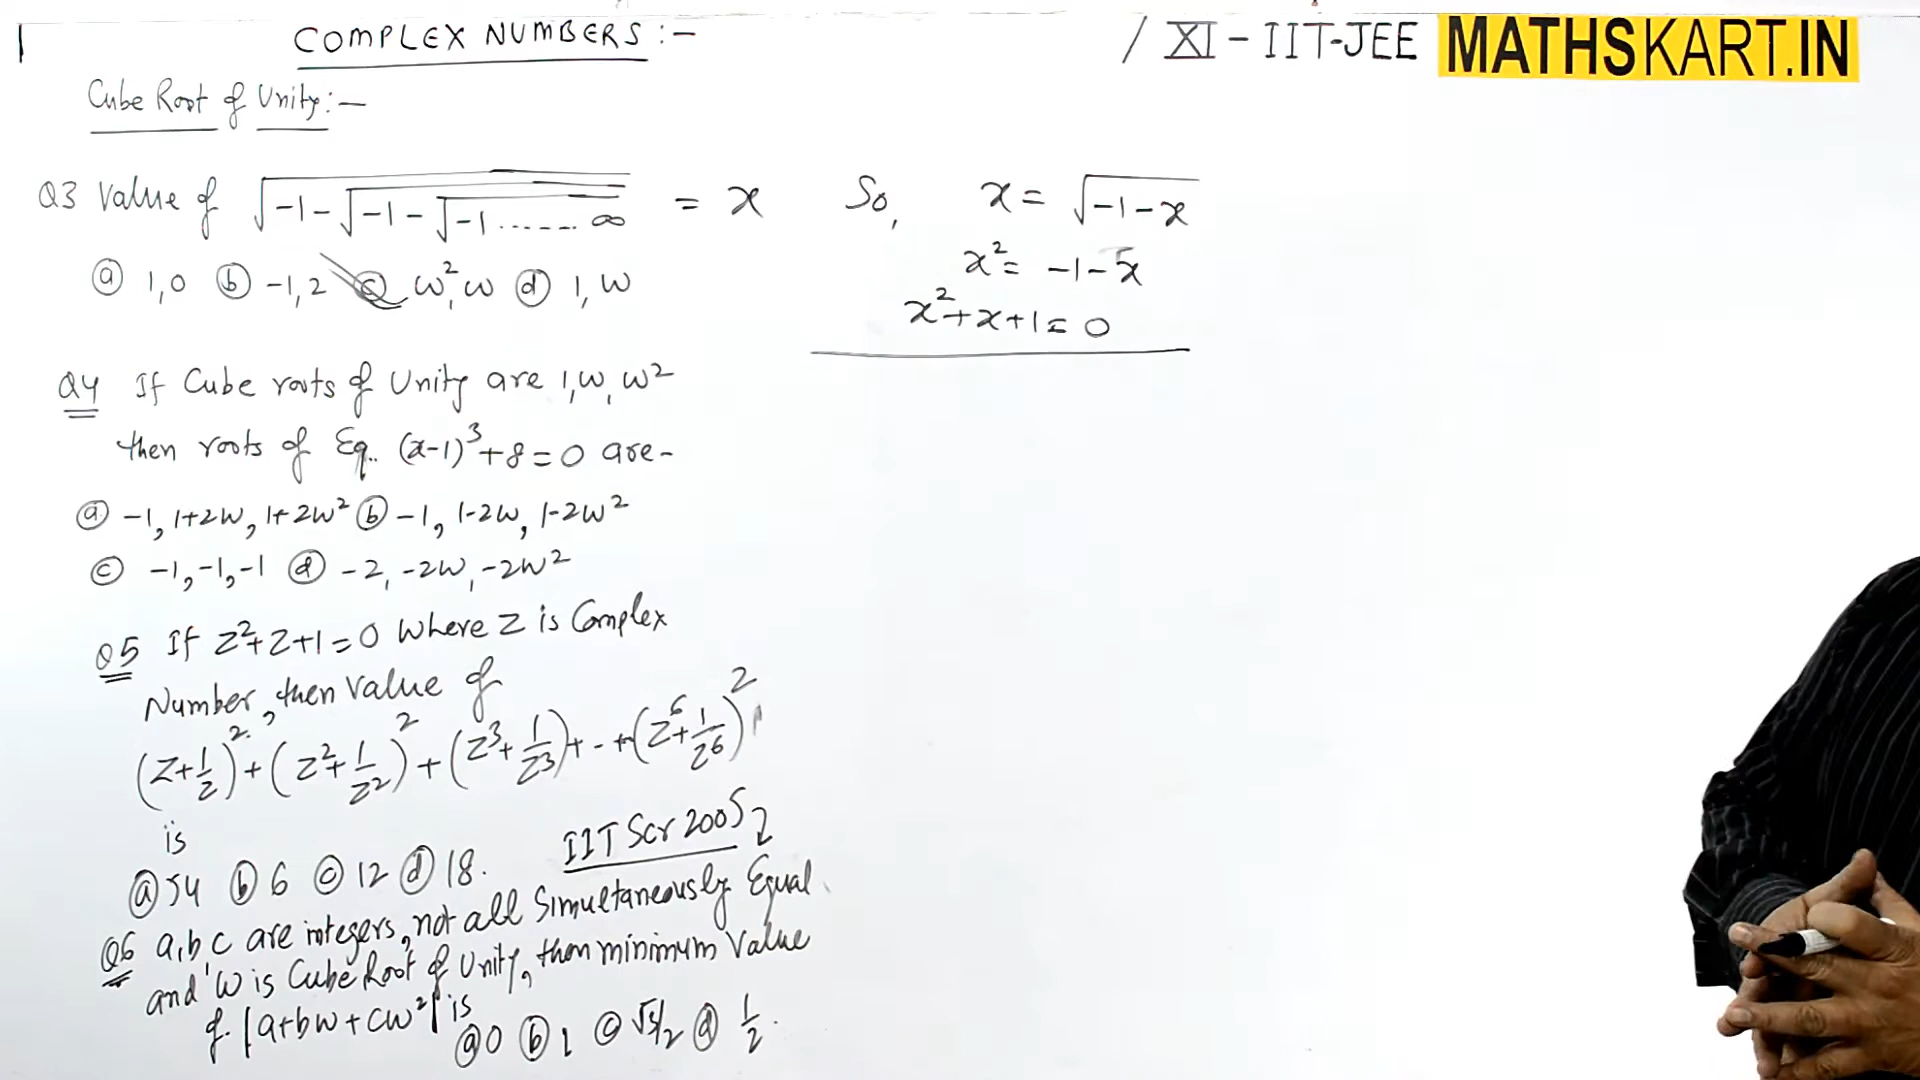 COMPLEX NUMBERS :-
/ XI - IIT-JEE MATHSKART.IN
Cube Root of Unity:-
Q3 Value of √-1-√-1-√-1...... ∞ = x
So, x = √-1-x
x² = -1-x
x²+x+1 = 0
ⓐ 1,0 ⓑ -1,2 ⓒ ω²,ω ⓓ 1,ω
Q4 If Cube roots of Unity are 1,ω,ω²
then roots of Eq. (x-1)³+8=0 are-
ⓐ -1, 1+2ω, 1+2ω² ⓑ -1, 1-2ω, 1-2ω²
ⓒ -1,-1,-1 ⓓ -2,-2ω,-2ω²
Q5 If z²+z+1=0 where z is Complex
Number, then value of
(z+1/z)²+(z²+1/z²)²+(z³+1/z³)+--+(z⁶+1/z⁶)²
is
ⓐ 54 ⓑ 6 ⓒ 12 ⓓ 18.
IIT Scr 2005
Q6 a,b c are integers, not all Simultaneously Equal
and 'ω is Cube Root of Unity, then minimum Value
of. |a+bω+cω²| is
ⓐ 0 ⓑ 1 ⓒ √3/2 ⓓ 1/2.